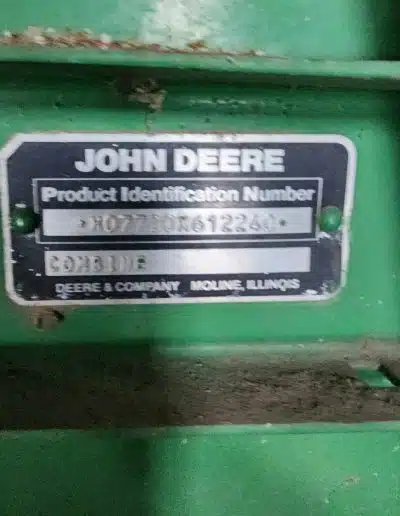 JOHN DEERE
Product Identification Number
COMBINE
DEERE & COMPANY MOLINE, ILLINOIS